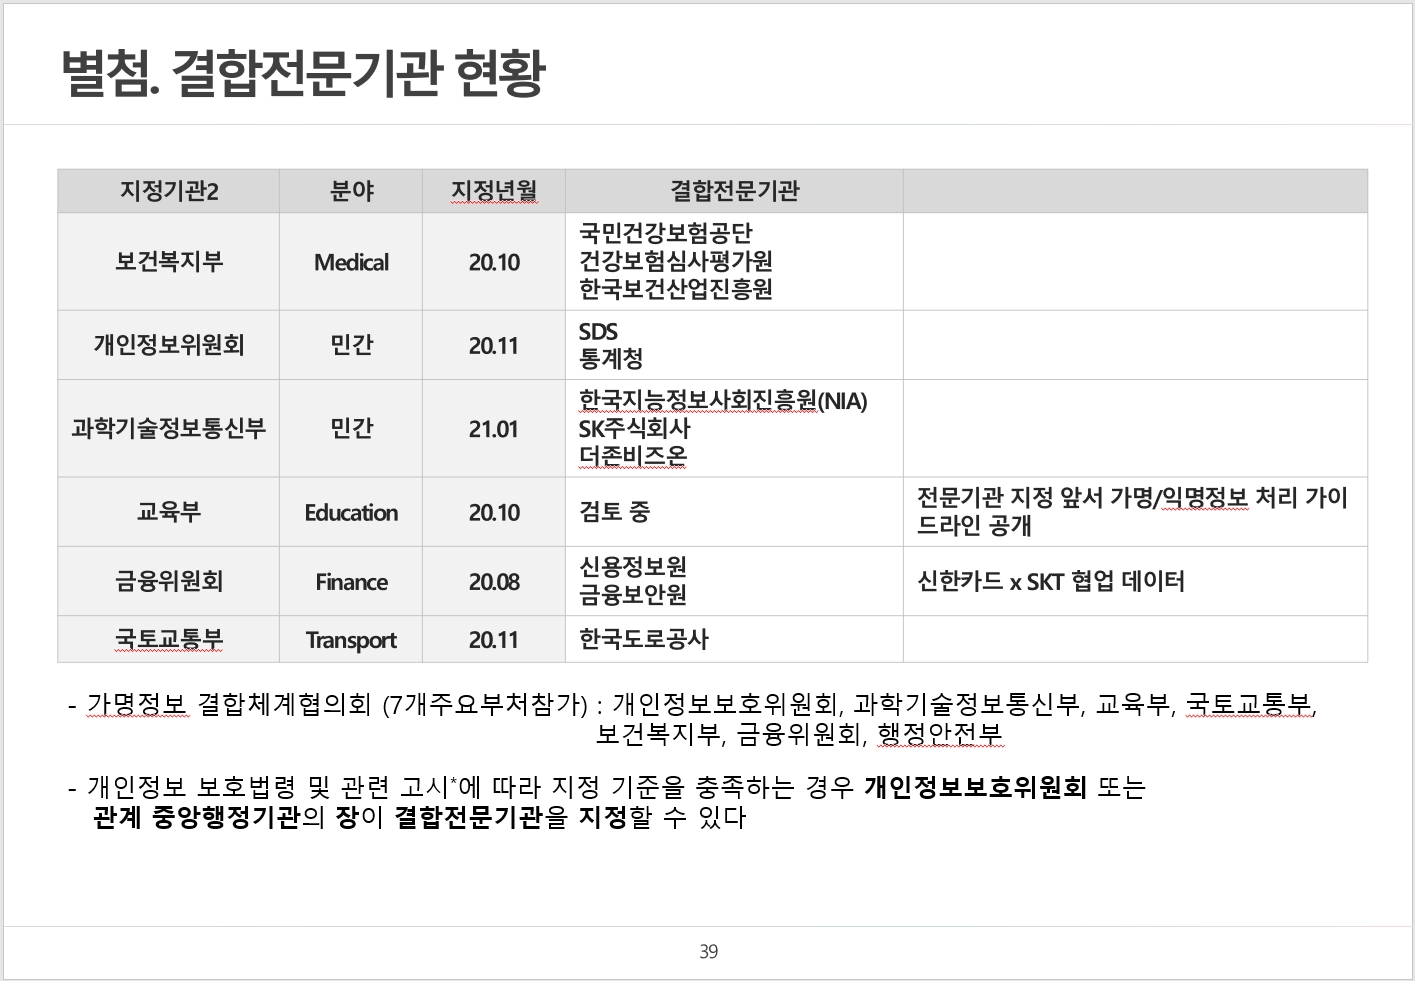 별첨. 결합전문기관 현황
지정기관2 분야 지정년월 결합전문기관
보건복지부 Medical 20.10
국민건강보험공단
건강보험심사평가원
한국보건산업진흥원
개인정보위원회 민간 20.11
SDS
통계청
과학기술정보통신부 민간 21.01
한국지능정보사회진흥원(NIA)
SK주식회사
더존비즈온
교육부 Education 20.10 검토 중
전문기관 지정 앞서 가명/익명정보 처리 가이
드라인 공개
금융위원회 Finance 20.08
신용정보원
금융보안원
신한카드 x SKT 협업 데이터
국토교통부 Transport 20.11 한국도로공사
- 가명정보 결합체계협의회 (7개주요부처참가) : 개인정보보호위원회, 과학기술정보통신부, 교육부, 국토교통부,
보건복지부, 금융위원회, 행정안전부
- 개인정보 보호법령 및 관련 고시*에 따라 지정 기준을 충족하는 경우 개인정보보호위원회 또는
관계 중앙행정기관의 장이 결합전문기관을 지정할 수 있다
39